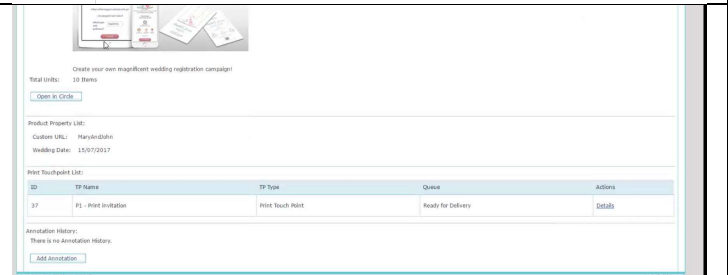 Create your own magnificent wedding registration campaign!
Total Units: 10 Items
Open in Circle
Product Property List:
Custom URL: MaryAndJohn
Wedding Date: 15/07/2017
Print Touchpoint List:
ID TP Name TP Type Queue Actions
37 P1 - Print invitation Print Touch Point Ready for Delivery Details
Annotation History:
There is no Annotation History.
Add Annotation